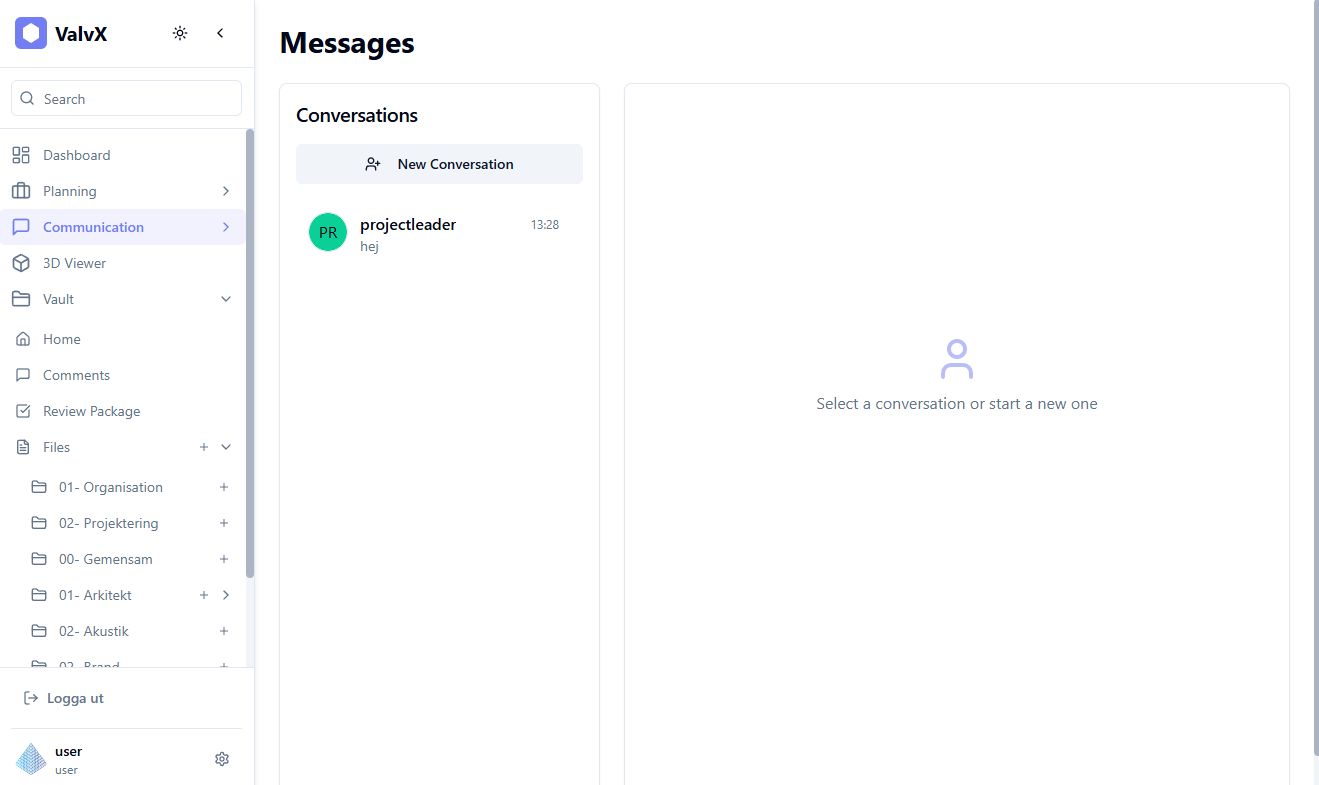 ValvX
Search
Dashboard
Planning
Communication
3D Viewer
Vault
Home
Comments
Review Package
Files
01- Organisation
02- Projektering
00- Gemensam
01- Arkitekt
02- Akustik
02- Brand
Logga ut
user
user
Messages
Conversations
New Conversation
PR
projectleader
13:28
hej
Select a conversation or start a new one